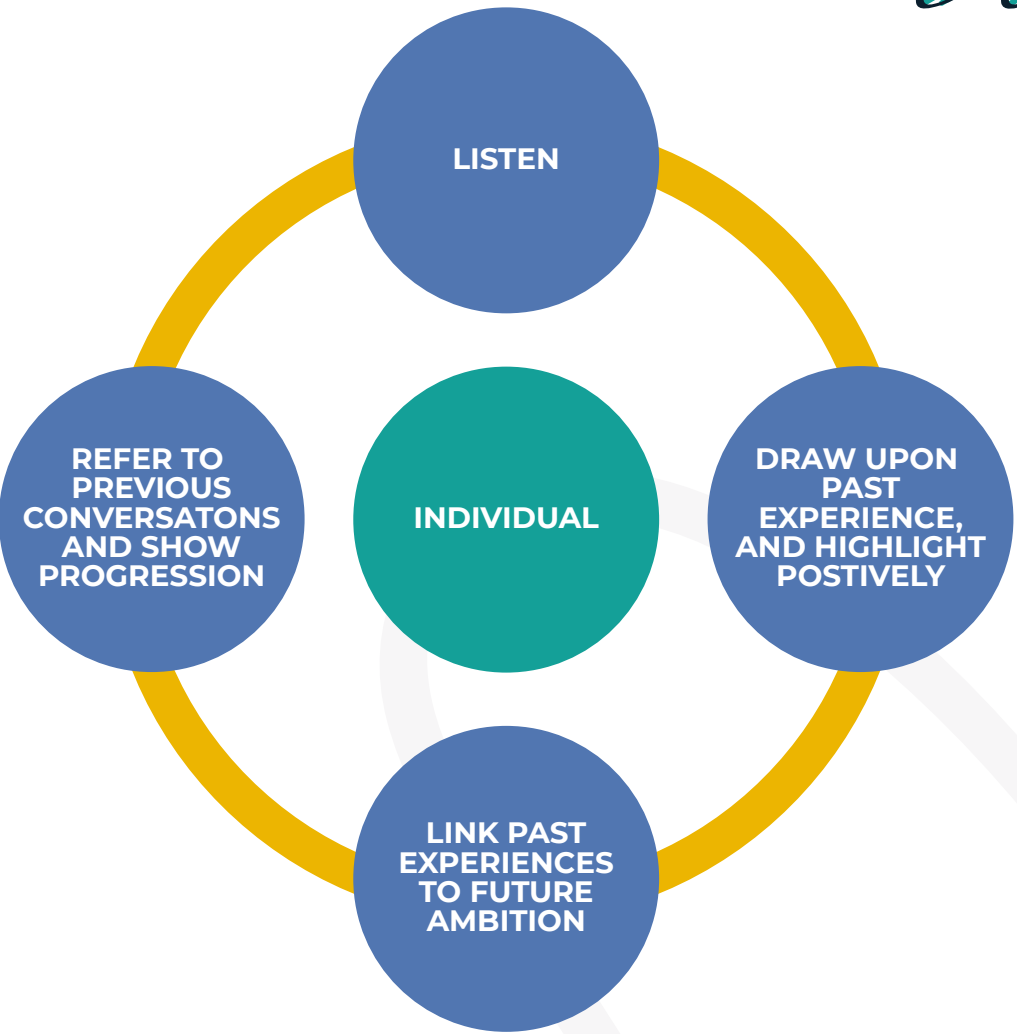 LISTEN
REFER TO
PREVIOUS
CONVERSATONS
AND SHOW
PROGRESSION
INDIVIDUAL
DRAW UPON
PAST
EXPERIENCE,
AND HIGHLIGHT
POSTIVELY
LINK PAST
EXPERIENCES
TO FUTURE
AMBITION